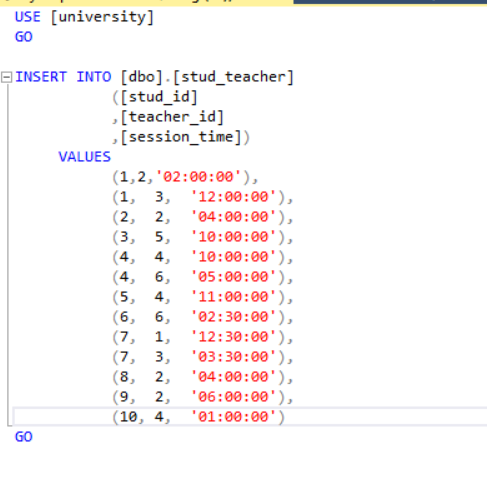 USE [university]
GO
INSERT INTO [dbo].[stud_teacher]
([stud_id]
,[teacher_id]
,[session_time])
VALUES
(1,2,'02:00:00'),
(1, 3, '12:00:00'),
(2, 2, '04:00:00'),
(3, 5, '10:00:00'),
(4, 4, '10:00:00'),
(4, 6, '05:00:00'),
(5, 4, '11:00:00'),
(6, 6, '02:30:00'),
(7, 1, '12:30:00'),
(7, 3, '03:30:00'),
(8, 2, '04:00:00'),
(9, 2, '06:00:00'),
(10, 4, '01:00:00')
GO